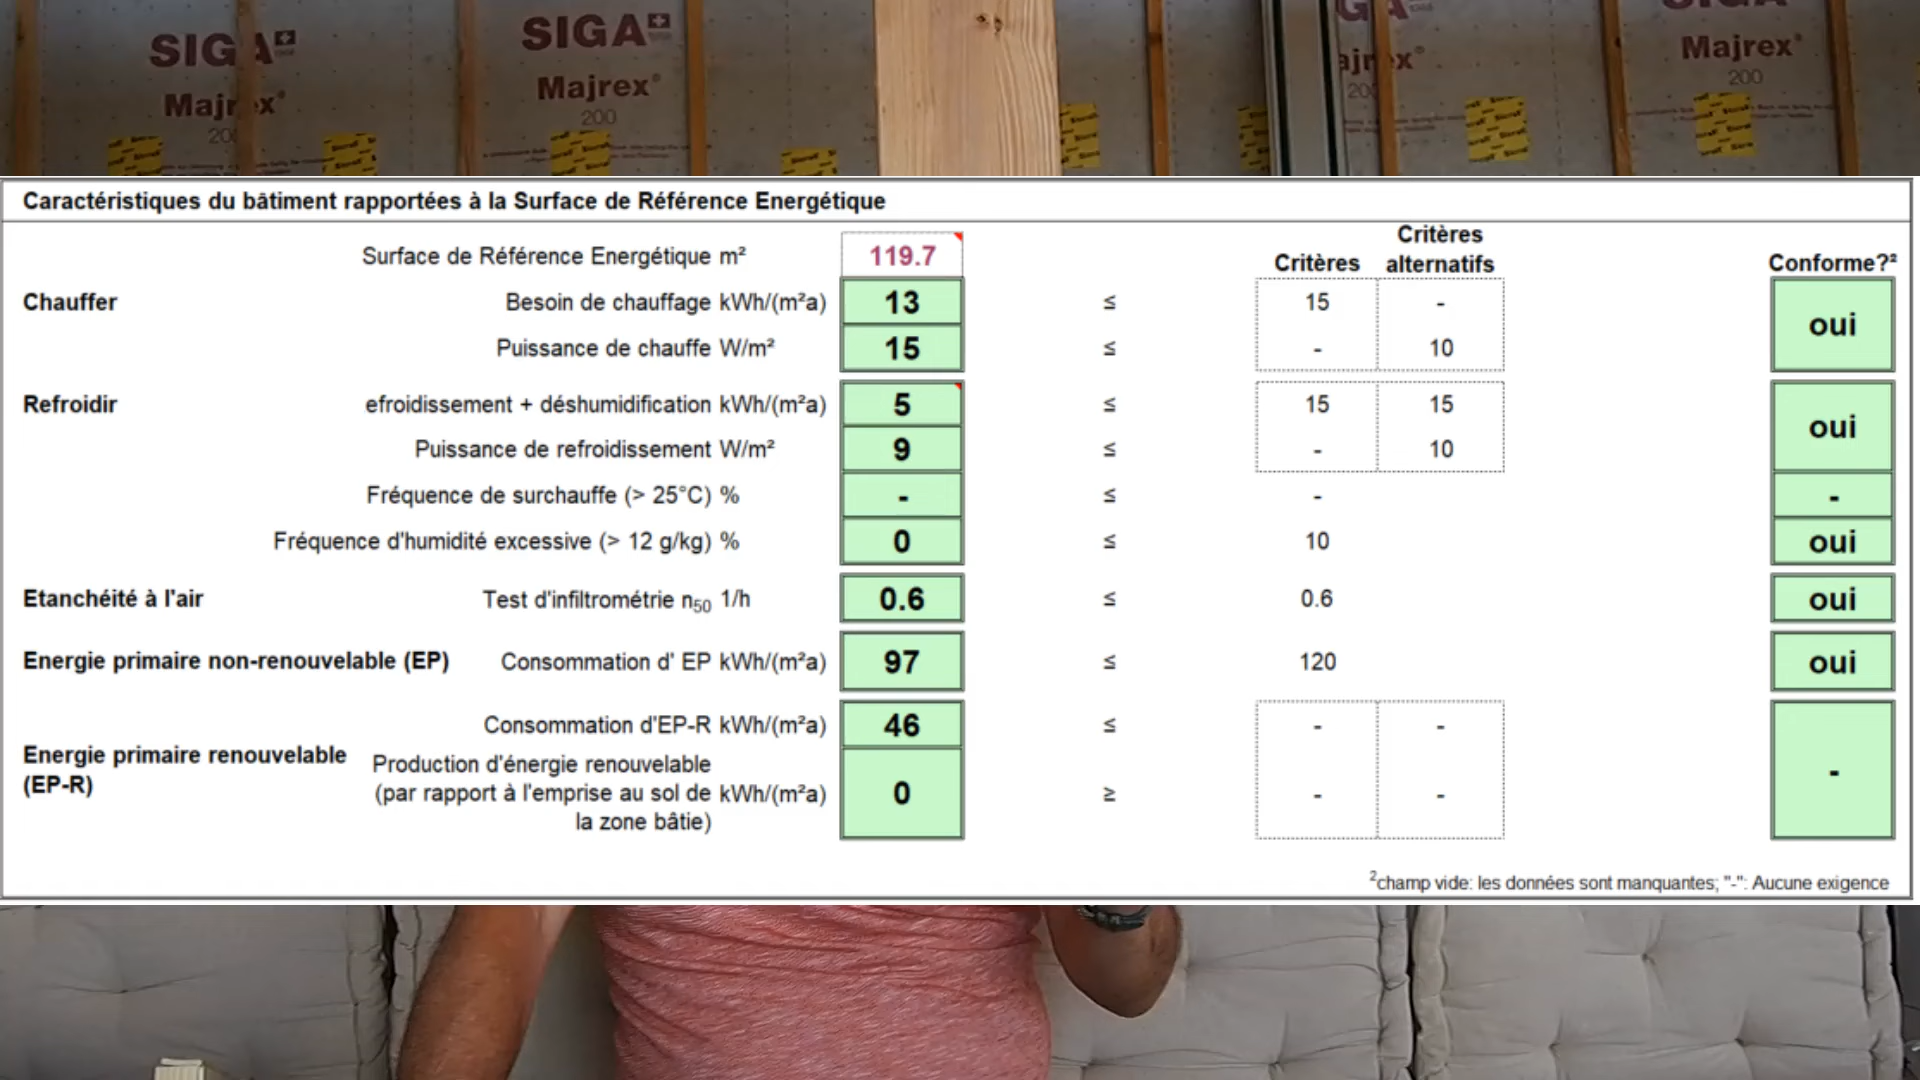 SIGA
Majrex®
200
SIGA
Majrex®
200
SIGA
Majrex®
200
Sicral
Caractéristiques du bâtiment rapportées à la Surface de Référence Energétique
Surface de Référence Energétique m² 119.7 Critères Critères alternatifs Conforme?²
Chauffer Besoin de chauffage kWh/(m²a) 13 ≤ 15 - oui
Puissance de chauffe W/m² 15 ≤ - 10
Refroidir efroidissement + déshumidification kWh/(m²a) 5 ≤ 15 15 oui
Puissance de refroidissement W/m² 9 ≤ - 10
Fréquence de surchauffe (> 25°C) % - ≤ - -
Fréquence d'humidité excessive (> 12 g/kg) % 0 ≤ 10 oui
Etanchéité à l'air Test d'infiltrométrie n50 1/h 0.6 ≤ 0.6 oui
Energie primaire non-renouvelable (EP) Consommation d' EP kWh/(m²a) 97 ≤ 120 oui
Consommation d'EP-R kWh/(m²a) 46 ≤ - -
Energie primaire renouvelable
(EP-R)
Production d'énergie renouvelable
(par rapport à l'emprise au sol de kWh/(m²a) 0 ≥ - - -
la zone bâtie)
²champ vide: les données sont manquantes; "-": Aucune exigence